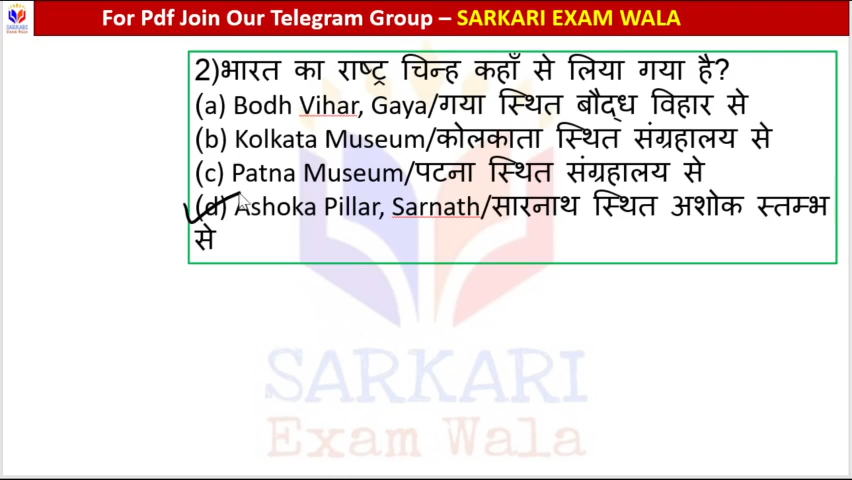 For Pdf Join Our Telegram Group – SARKARI EXAM WALA
SARKARI
2)भारत का राष्ट्र चिन्ह कहाँ से लिया गया है?
(a) Bodh Vihar, Gaya/गया स्थित बौद्ध विहार से
(b) Kolkata Museum/कोलकाता स्थित संग्रहालय से
(c) Patna Museum/पटना स्थित संग्रहालय से
(d) Ashoka Pillar, Sarnath/सारनाथ स्थित अशोक स्तम्भ
से
SARKARI
Exam Wala